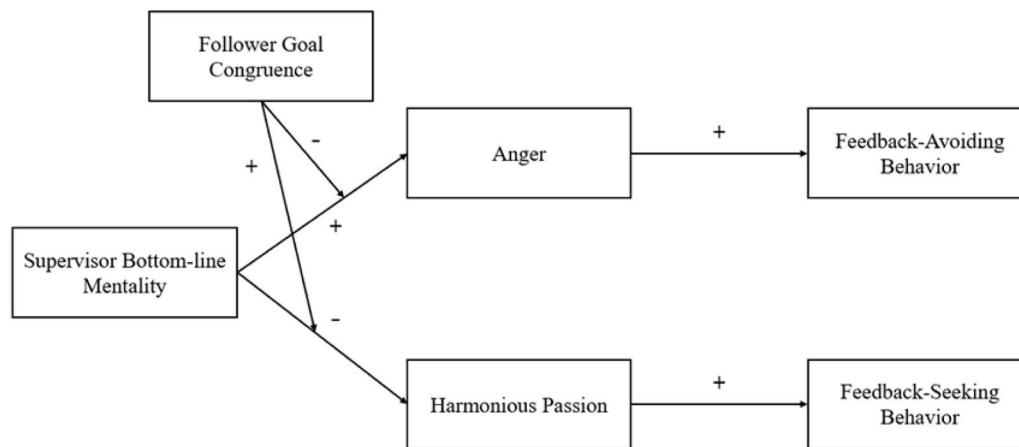 Follower Goal
Congruence
-
+
Anger
+
Feedback-Avoiding
Behavior
+
Supervisor Bottom-line
Mentality
-
Harmonious Passion
+
Feedback-Seeking
Behavior